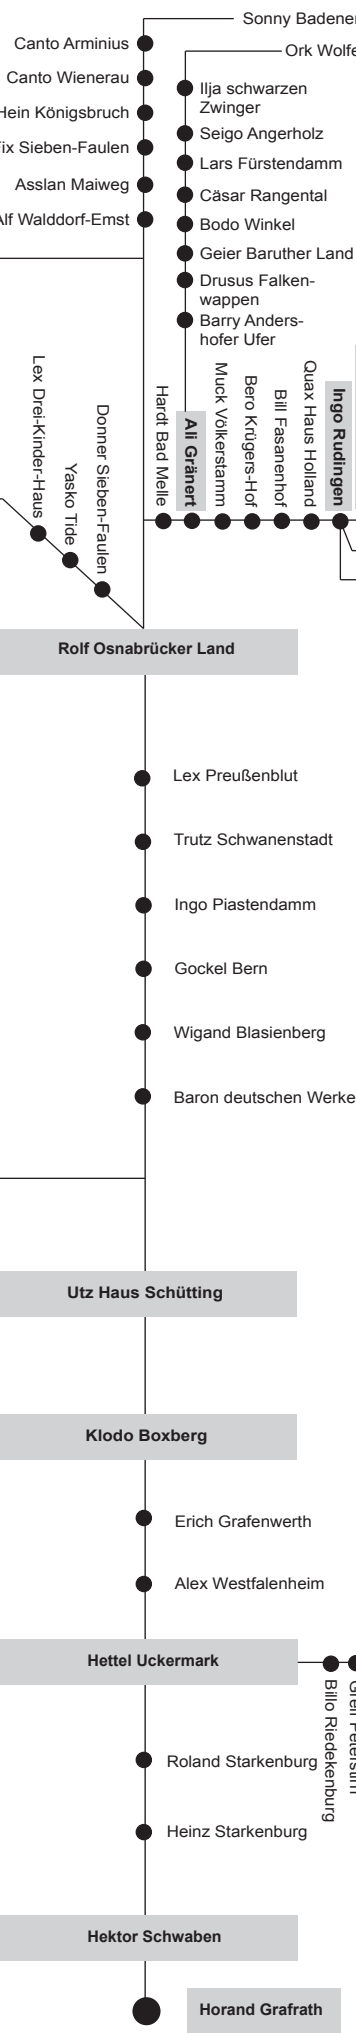 Sonny Badener
Canto Arminius
Ork Wolfe
Canto Wienerau
Ilja schwarzen
Zwinger
Hein Königsbruch
Seigo Angerholz
Fix Sieben-Faulen
Lars Fürstendamm
Asslan Maiweg
Cäsar Rangental
Alf Walddorf-Emst
Bodo Winkel
Geier Baruther Land
Drusus Falken-
wappen
Barry Anders-
hofer Ufer
Lex Drei-Kinder-Haus
Yasko Tide
Donner Sieben-Faulen
Hardt Bad Melle
Ali Gränert
Muck Völkerstamm
Bero Krügers-Hof
Bill Fasanenhof
Quax Haus Holland
Ingo Rudingen
Rolf Osnabrücker Land
Lex Preußenblut
Trutz Schwanenstadt
Ingo Piastendamm
Gockel Bern
Wigand Blasienberg
Baron deutschen Werke
Utz Haus Schütting
Klodo Boxberg
Erich Grafenwerth
Alex Westfalenheim
Hettel Uckermark
Billo Riedekenburg
Greif Peterstirn
Roland Starkenburg
Heinz Starkenburg
Hektor Schwaben
Horand Grafrath